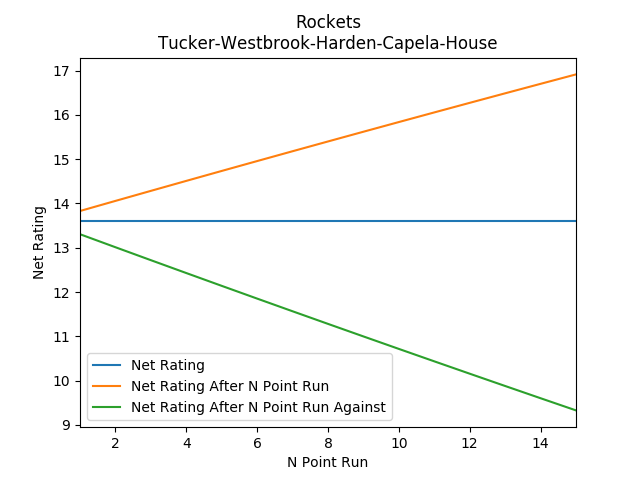 Rockets
Tucker-Westbrook-Harden-Capela-House
17
16
15
14
13
12
11
10
9
Net Rating
Net Rating
Net Rating After N Point Run
Net Rating After N Point Run Against
2 4 6 8 10 12 14
N Point Run